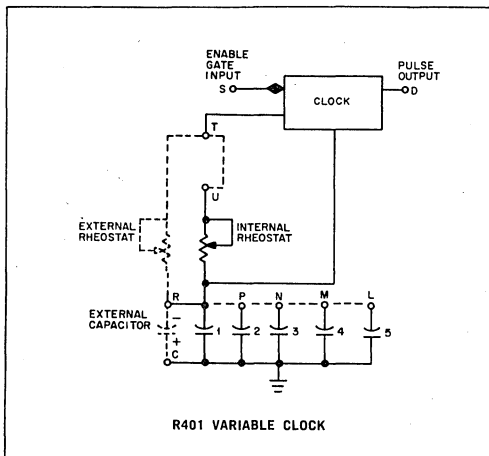 ENABLE
GATE
INPUT
S
PULSE
OUTPUT
D
CLOCK
T
U
EXTERNAL
RHEOSTAT
INTERNAL
RHEOSTAT
R
P
N
M
L
EXTERNAL
CAPACITOR
−
+
C
1
2
3
4
5
R401 VARIABLE CLOCK